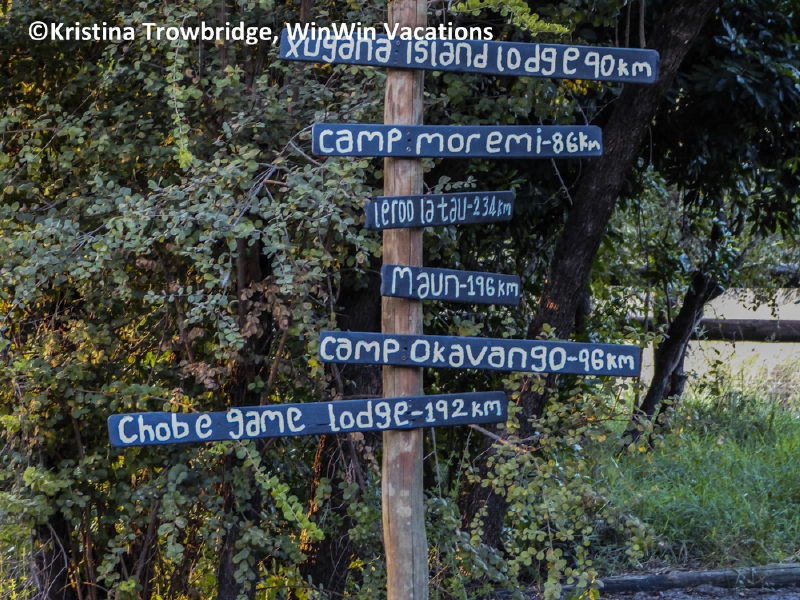 ©Kristina Trowbridge, WinWin Vacations
Xugana island lodge 90km
camp moremi-86km
leroo la tau-234km
maun-196km
camp okavango-96km
Chobe game lodge-192km